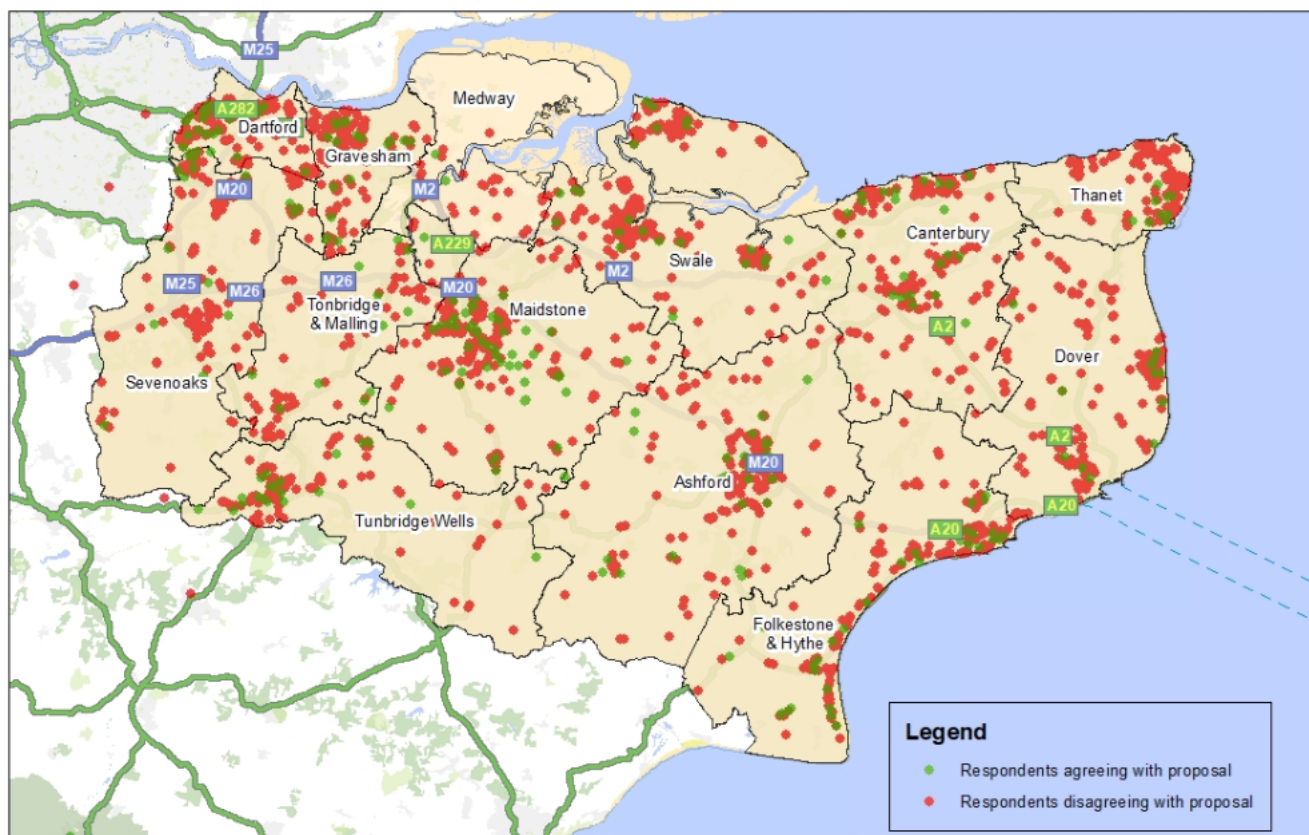 M25
Medway
A282
Dartford
Gravesham
M20
M2
Thanet
Canterbury
A229
Swale
M2
M25
M26
M26
M20
Tonbridge
& Malling
Maidstone
A2
Dover
Sevenoaks
A2
M20
Ashford
A20
Tunbridge Wells
A20
Folkestone
& Hythe
Legend
Respondents agreeing with proposal
Respondents disagreeing with proposal